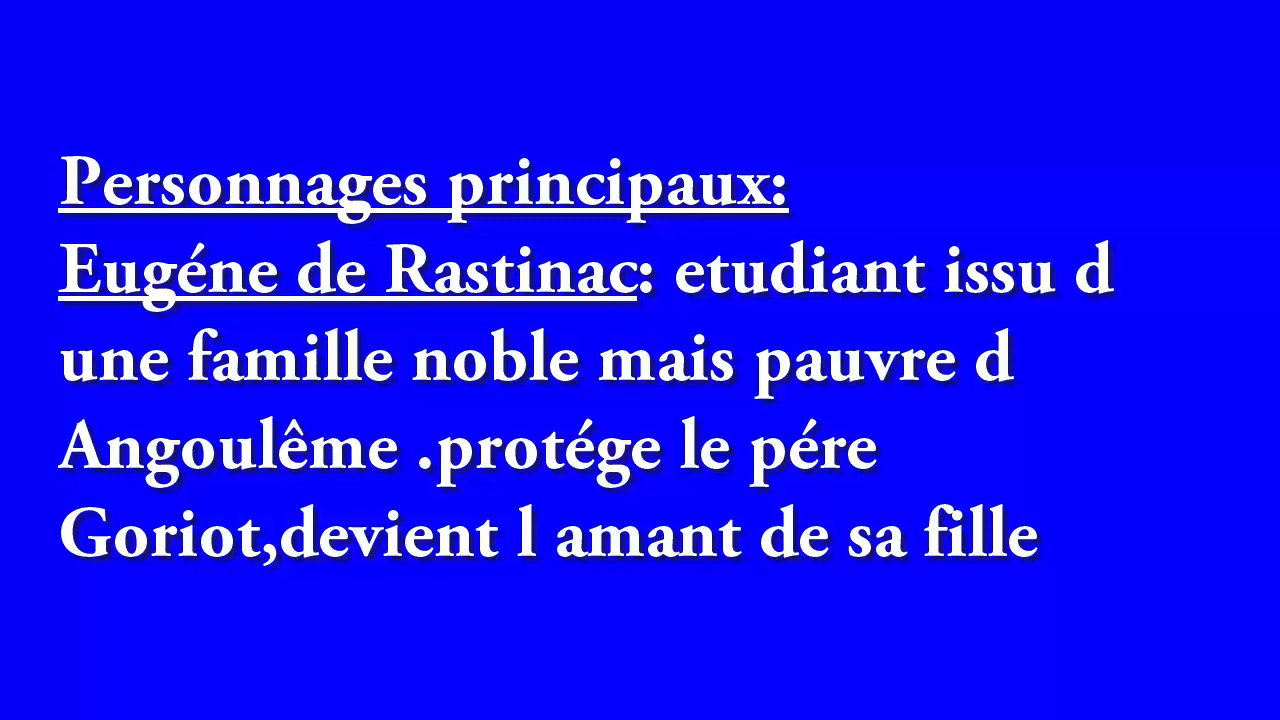 Personnages principaux:
Eugéne de Rastinac: etudiant issu d
une famille noble mais pauvre d
Angoulême .protége le pére
Goriot,devient l amant de sa fille